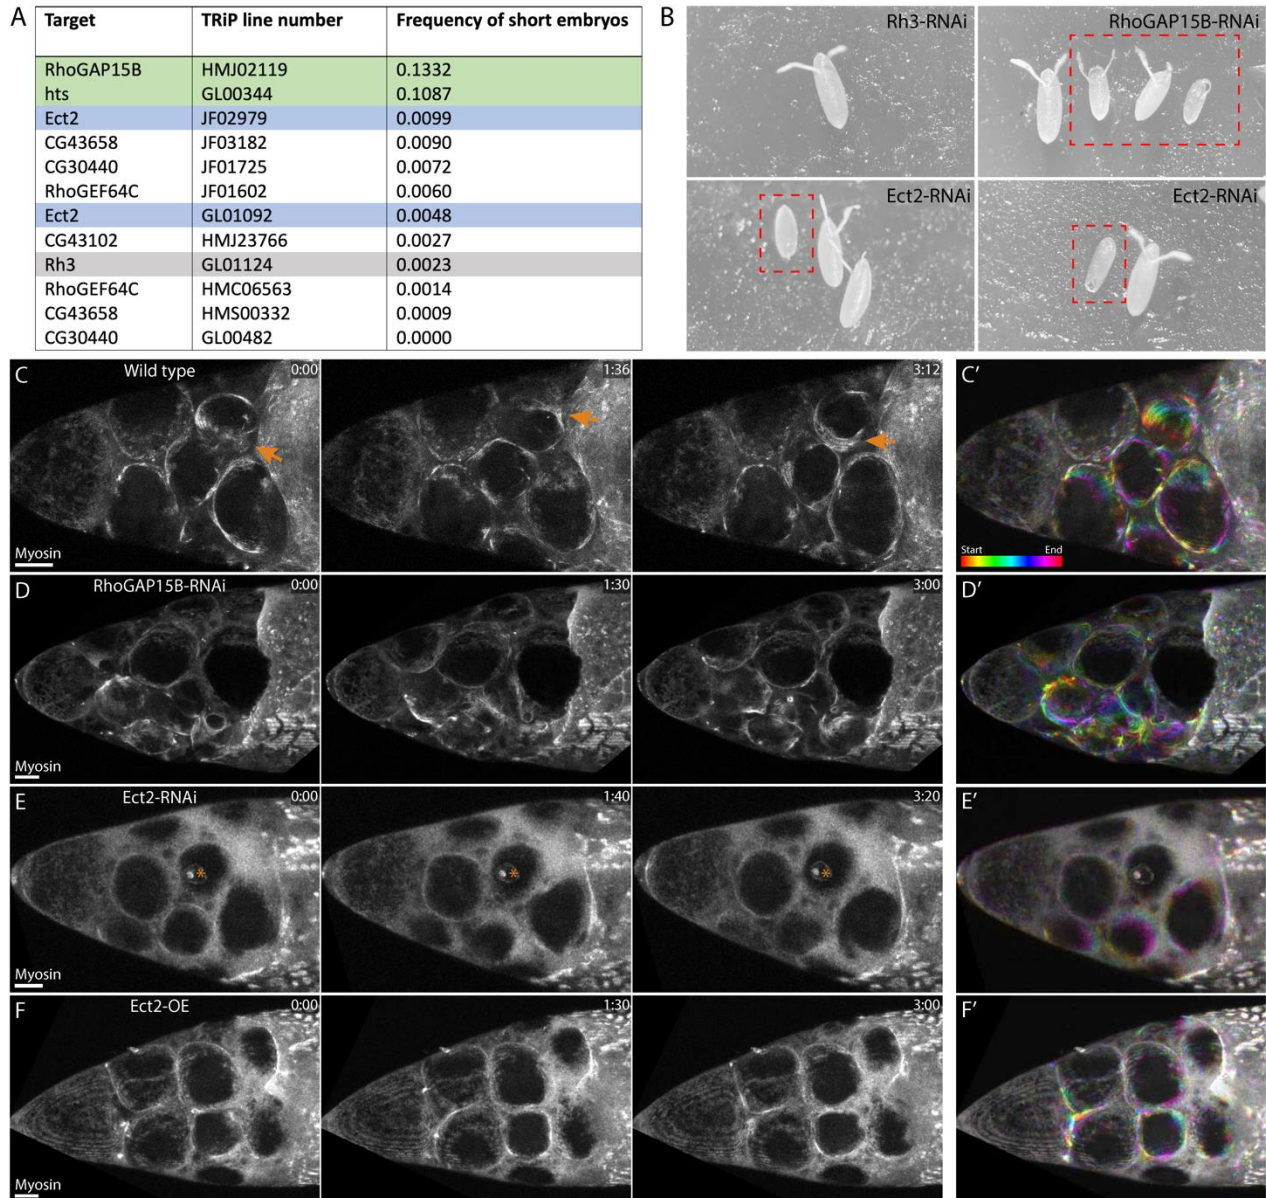 A
Target TRiP line number Frequency of short embryos
RhoGAP15B HMJ02119 0.1332
hts GL00344 0.1087
Ect2 JF02979 0.0099
CG43658 JF03182 0.0090
CG30440 JF01725 0.0072
RhoGEF64C JF01602 0.0060
Ect2 GL01092 0.0048
CG43102 HMJ23766 0.0027
Rh3 GL01124 0.0023
RhoGEF64C HMC06563 0.0014
CG43658 HMS00332 0.0009
CG30440 GL00482 0.0000
B
Rh3-RNAi
RhoGAP15B-RNAi
Ect2-RNAi
Ect2-RNAi
C Wild type 0:00 1:36 3:12 C'
Myosin
Start End
D RhoGAP15B-RNAi 0:00 1:30 3:00 D'
Myosin
E Ect2-RNAi 0:00 1:40 3:20 E'
* * *
Myosin
F Ect2-OE 0:00 1:30 3:00 F'
Myosin